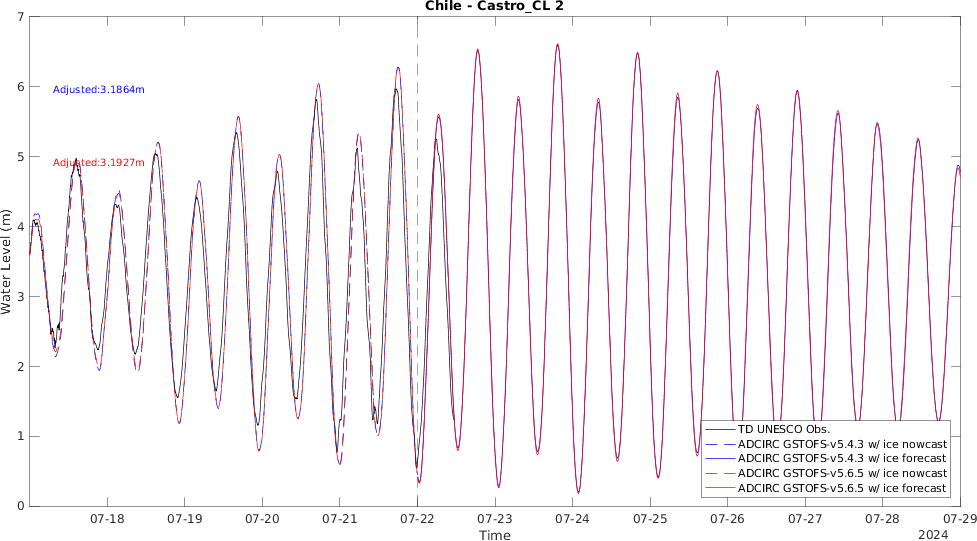 Chile - Castro_CL 2
7
6
5
4
3
2
1
0
Water Level (m)
Adjusted:3.1864m
Adjusted:3.1927m
TD UNESCO Obs.
ADCIRC GSTOFS-v5.4.3 w/ ice nowcast
ADCIRC GSTOFS-v5.4.3 w/ ice forecast
ADCIRC GSTOFS-v5.6.5 w/ ice nowcast
ADCIRC GSTOFS-v5.6.5 w/ ice forecast
07-18 07-19 07-20 07-21 07-22 07-23 07-24 07-25 07-26 07-27 07-28 07-29
Time
2024